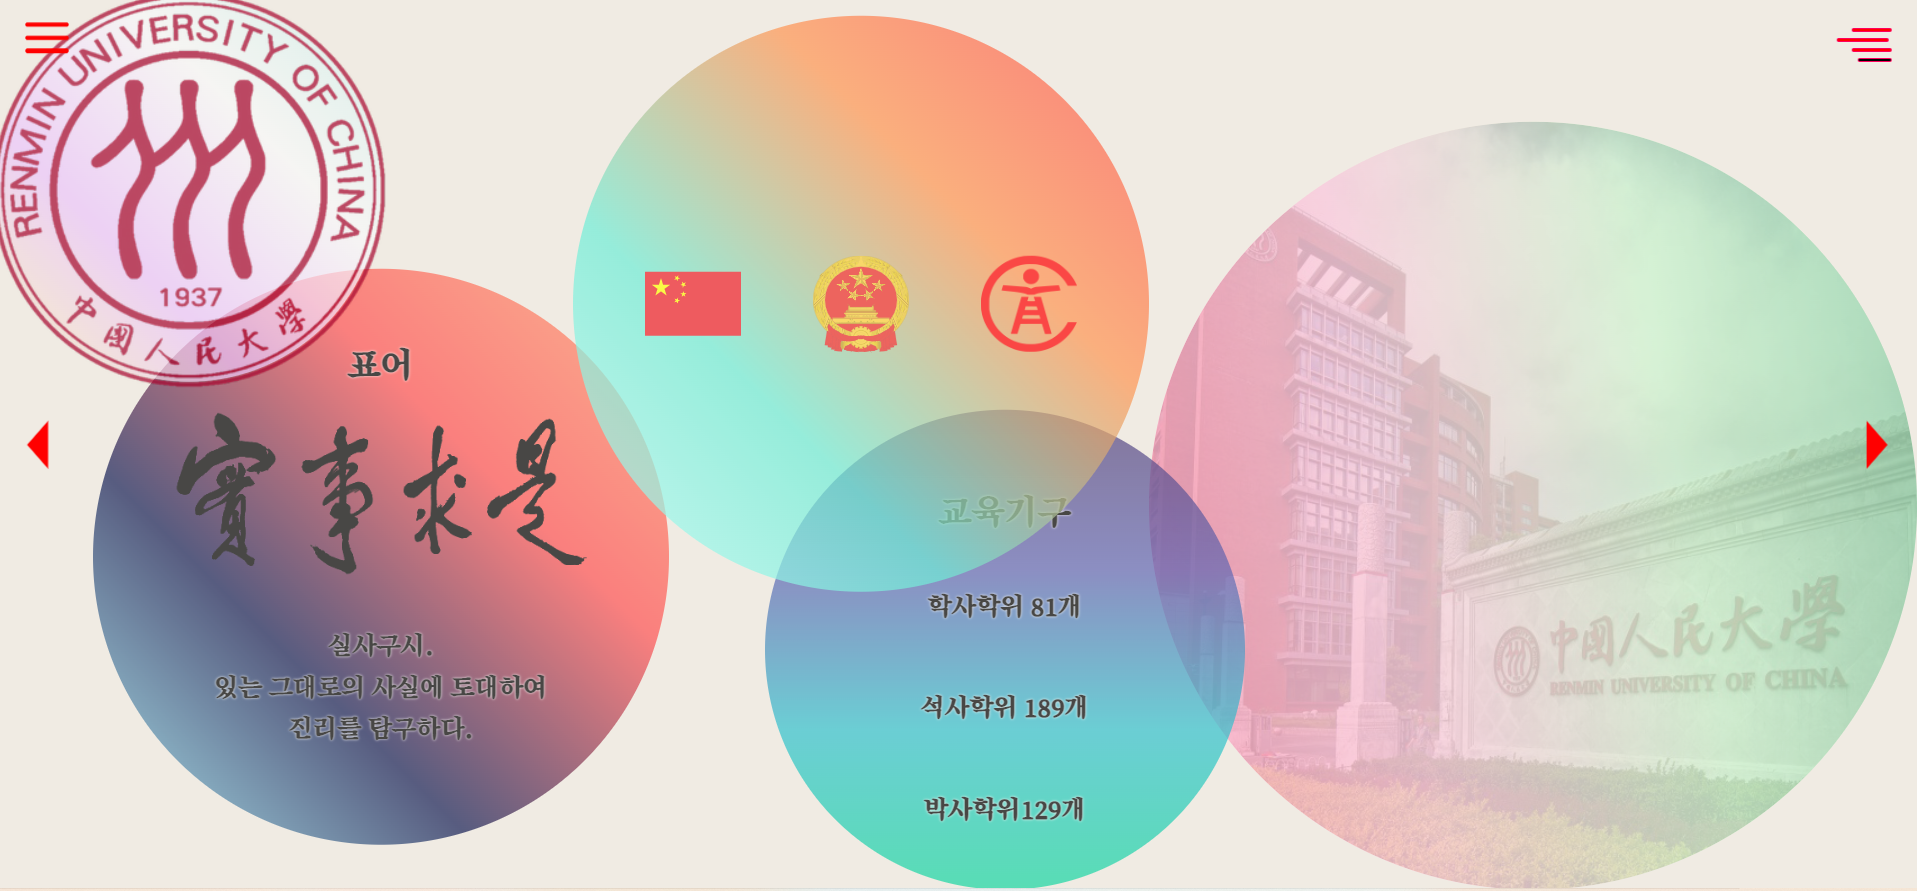 RENMIN UNIVERSITY OF CHINA
1937
中國人民大學
표어
實事求是
실사구시.
있는 그대로의 사실에 토대하여
진리를 탐구하다.
교육기구
학사학위 81개
석사학위 189개
박사학위129개
中國人民大學
RENMIN UNIVERSITY OF CHINA